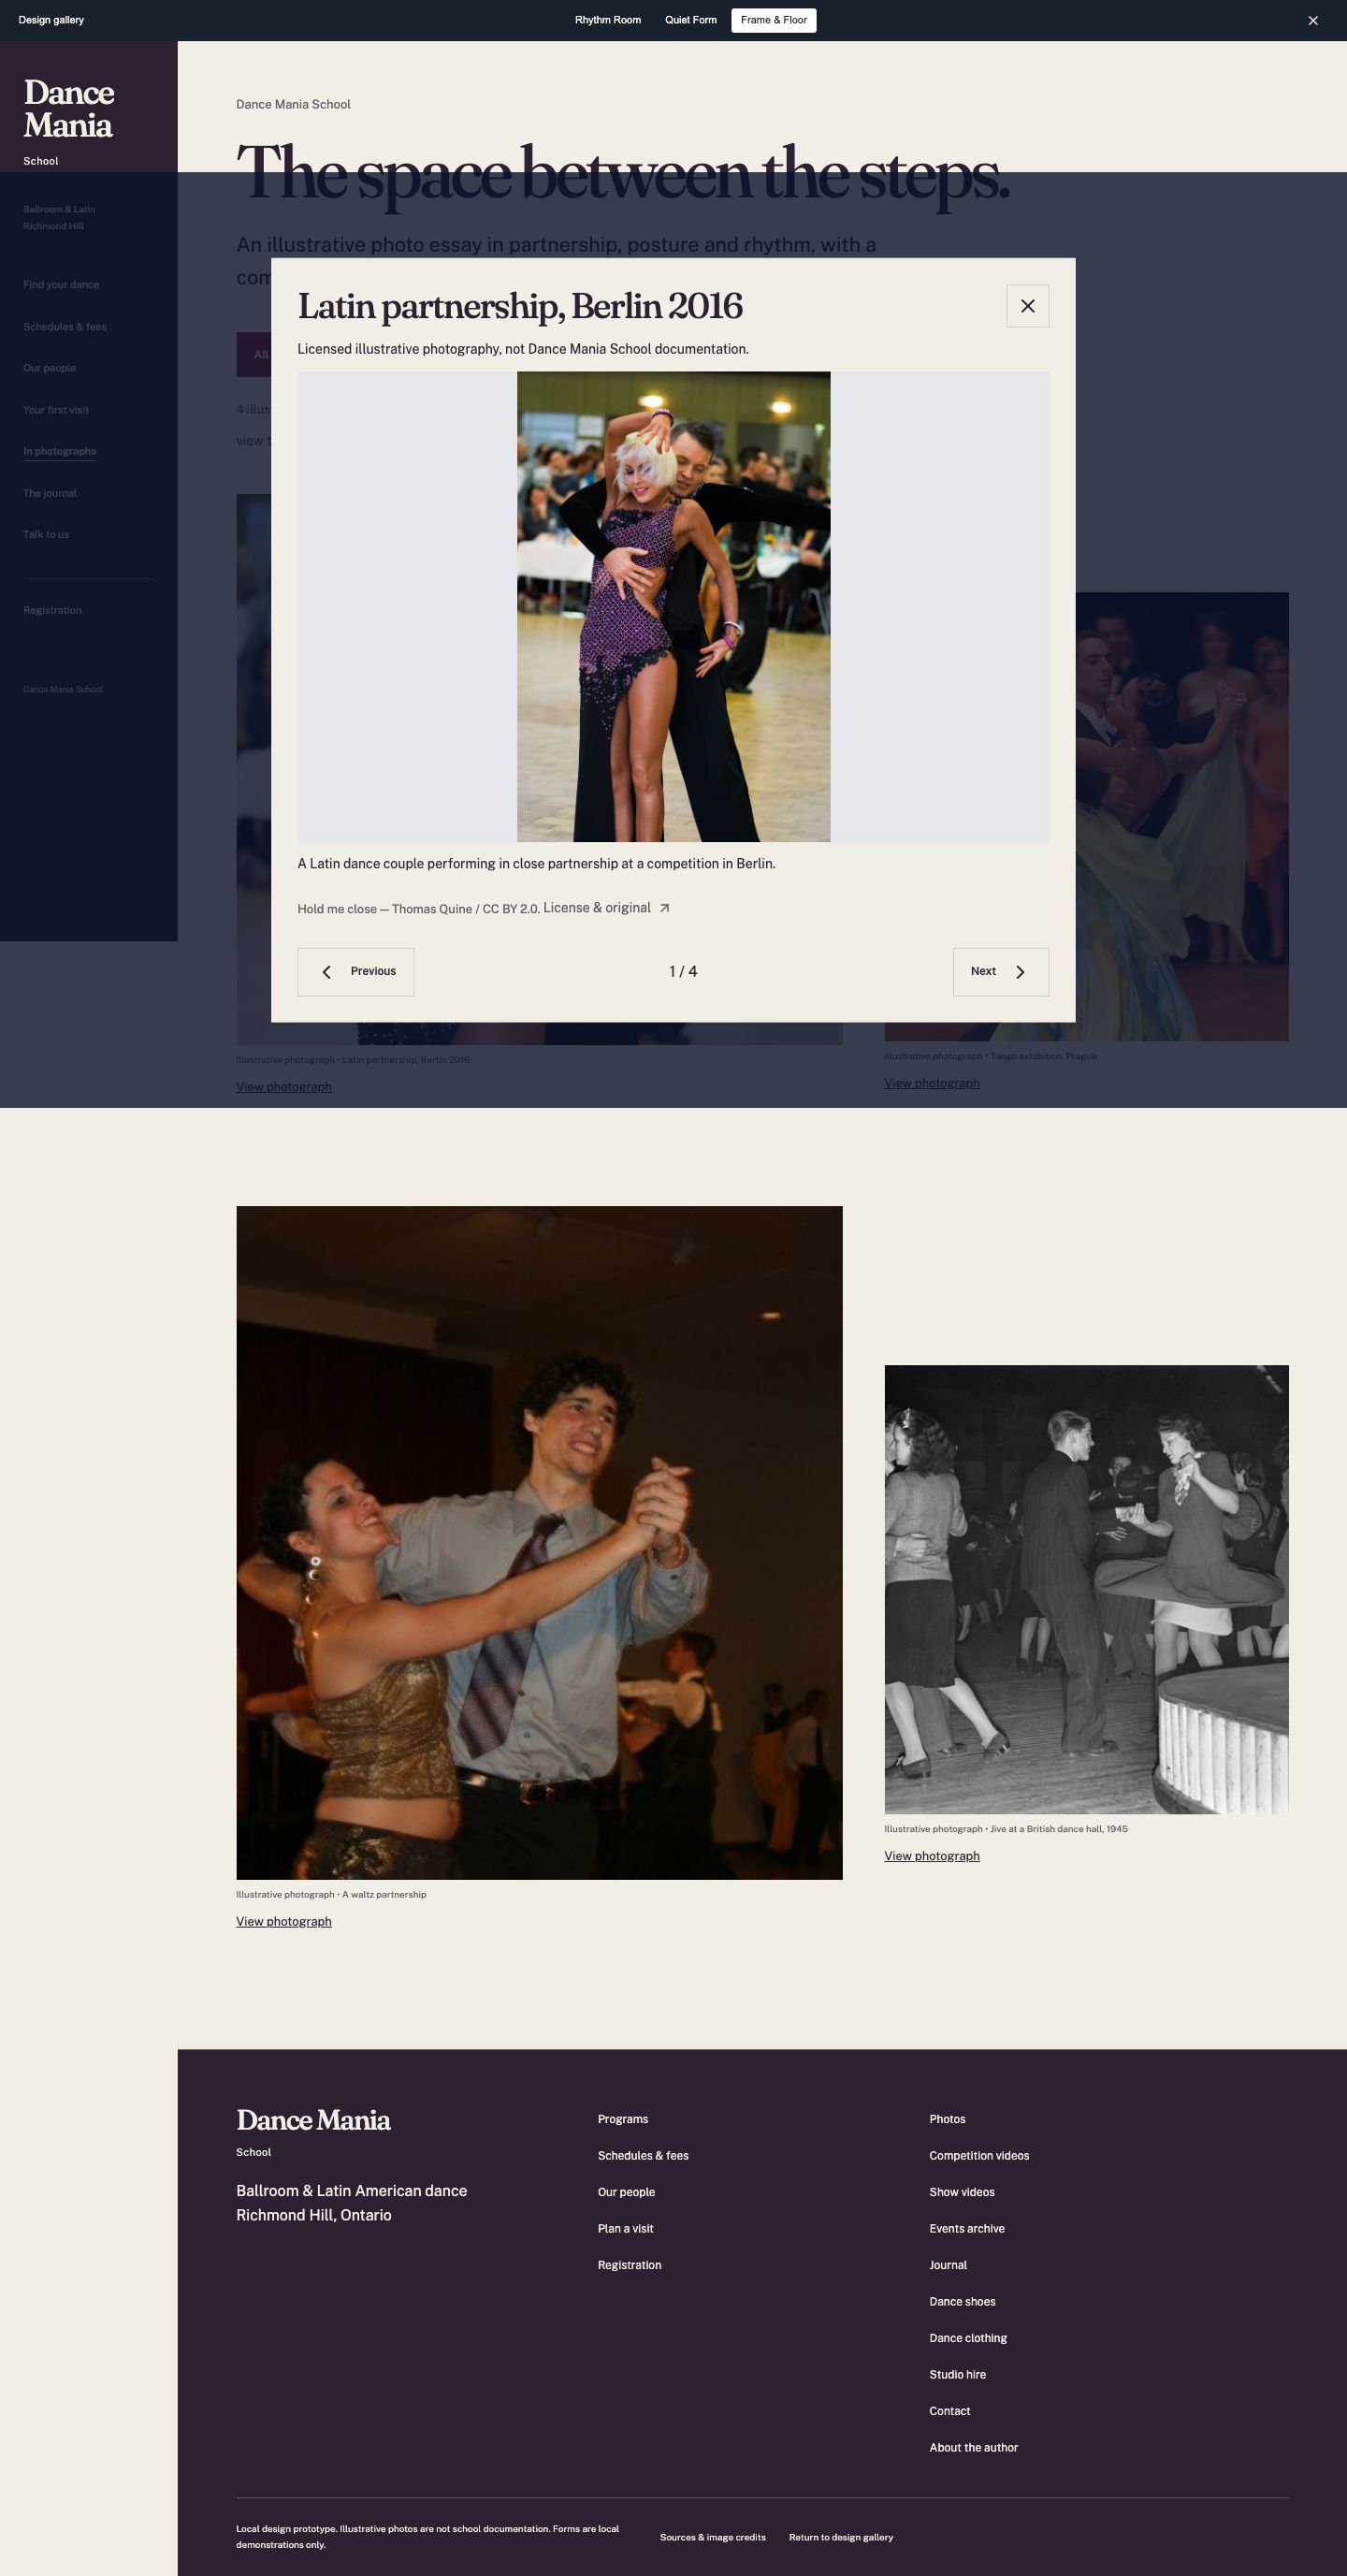 Design gallery
Rhythm Room
Quiet Form
Frame & Floor
Dance
Mania
School
Ballroom & Latin
Richmond Hill
Find your dance
Schedules & fees
Our people
Your first visit
In photographs
The journal
Talk to us
Registration
Dance Mania School
Dance Mania School
The space between the steps.
An illustrative photo essay in partnership, posture and rhythm, with a
All
4 illus
view
Latin partnership, Berlin 2016
Licensed illustrative photography, not Dance Mania School documentation.
A Latin dance couple performing in close partnership at a competition in Berlin.
Hold me close — Thomas Quine / CC BY 2.0. License & original
Previous
1 / 4
Next
Illustrative photograph • Latin partnership, Berlin 2016
View photograph
Illustrative photograph • Tango exhibition, Prague
View photograph
Illustrative photograph • A waltz partnership
View photograph
Illustrative photograph • Jive at a British dance hall, 1945
View photograph
Dance Mania
School
Ballroom & Latin American dance
Richmond Hill, Ontario
Programs
Schedules & fees
Our people
Plan a visit
Registration
Photos
Competition videos
Show videos
Events archive
Journal
Dance shoes
Dance clothing
Studio hire
Contact
About the author
Local design prototype. Illustrative photos are not school documentation. Forms are local
demonstrations only.
Sources & image credits
Return to design gallery